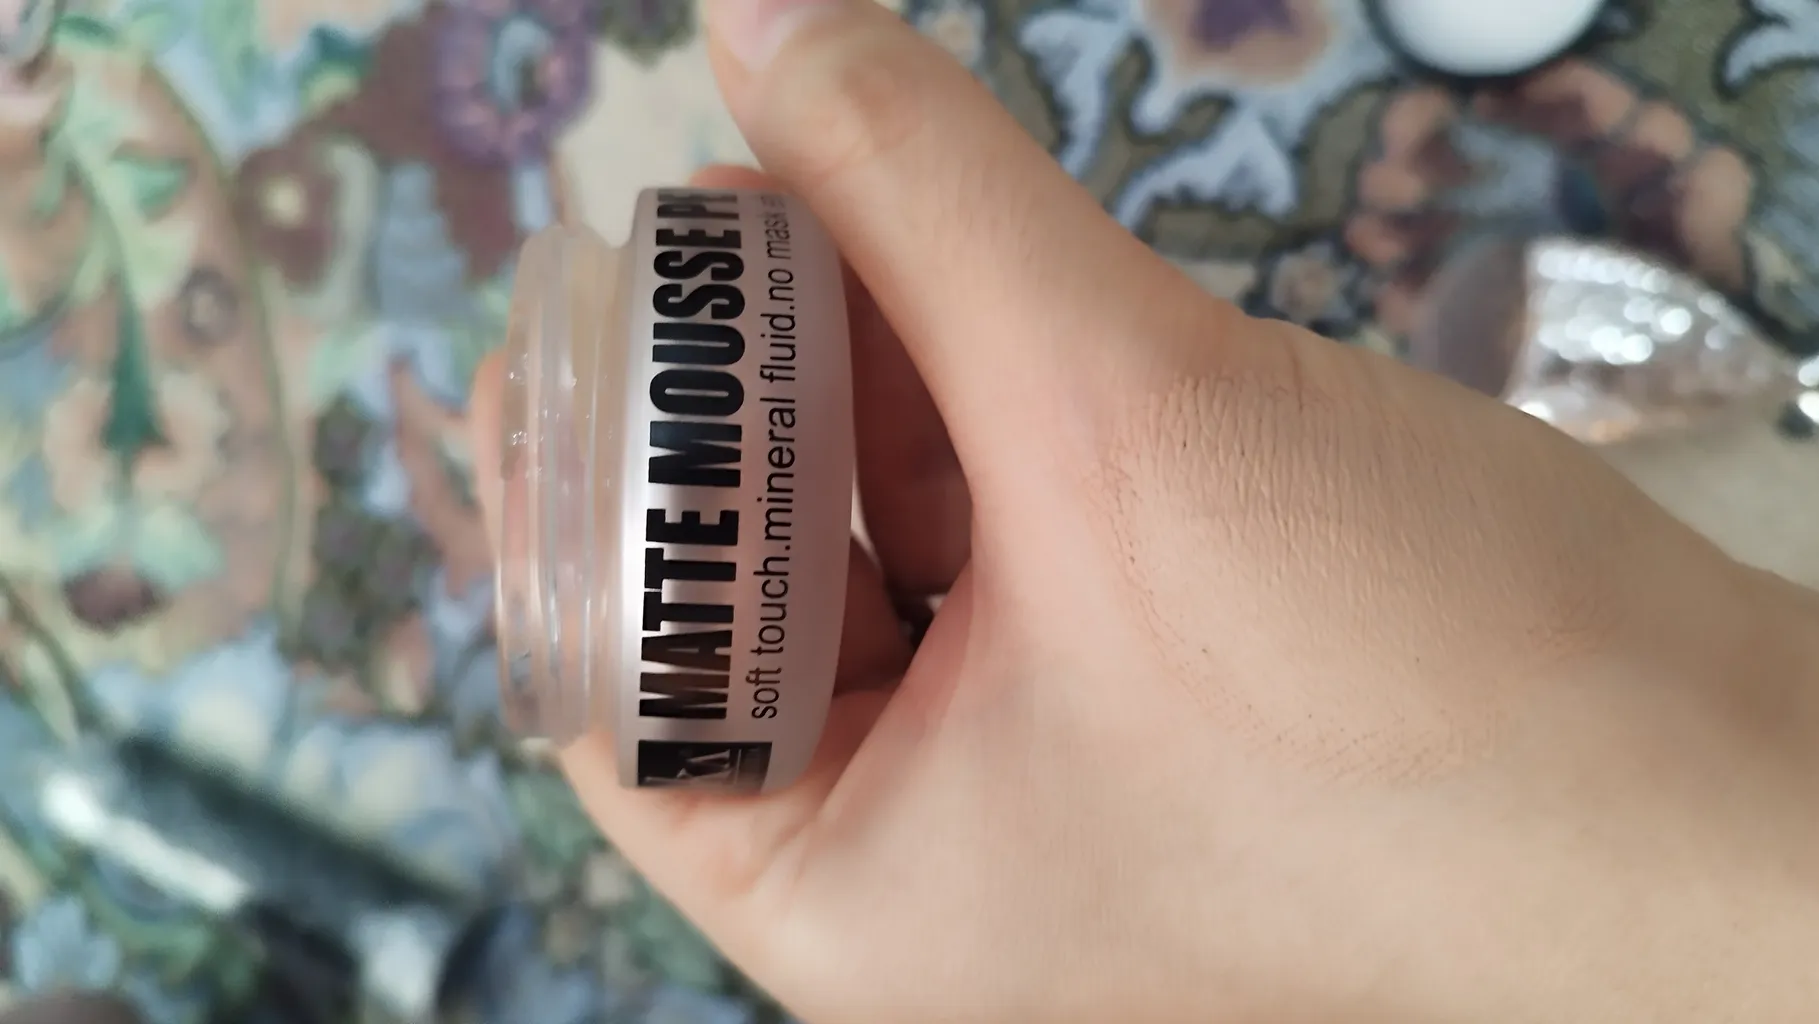 MATTE MOUSSE
soft touch.mineral fluid.no mask